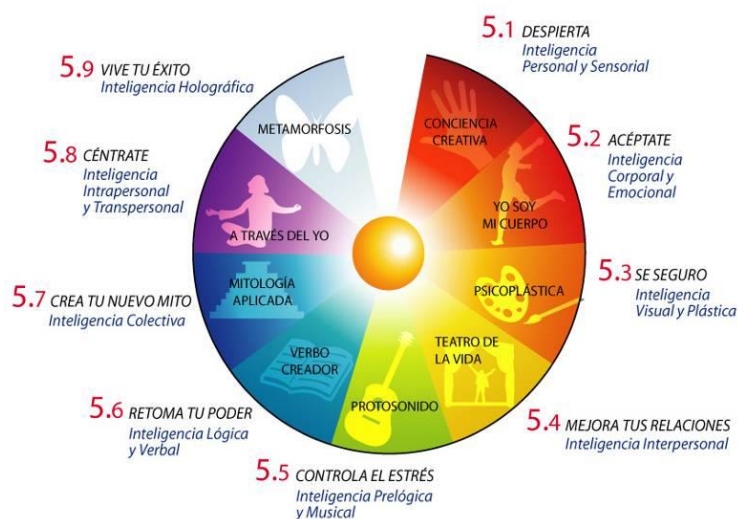 5.1 DESPIERTA
Inteligencia
Personal y Sensorial
CONCIENCIA
CREATIVA
5.2 ACÉPTATE
Inteligencia
Corporal y
Emocional
YO SOY
MI CUERPO
5.3 SE SEGURO
Inteligencia
Visual y Plástica
PSICOPLÁSTICA
5.4 MEJORA TUS RELACIONES
Inteligencia Interpersonal
TEATRO DE
LA VIDA
5.5 CONTROLA EL ESTRÉS
Inteligencia Prelógica
y Musical
PROTOSONIDO
5.6 RETOMA TU PODER
Inteligencia Lógica
y Verbal
VERBO
CREADOR
5.7 CREA TU NUEVO MITO
Inteligencia Colectiva
MITOLOGÍA
APLICADA
5.8 CÉNTRATE
Inteligencia
Intrapersonal
y Transpersonal
A TRAVÉS DEL YO
5.9 VIVE TU ÉXITO
Inteligencia Holográfica
METAMORFOSIS